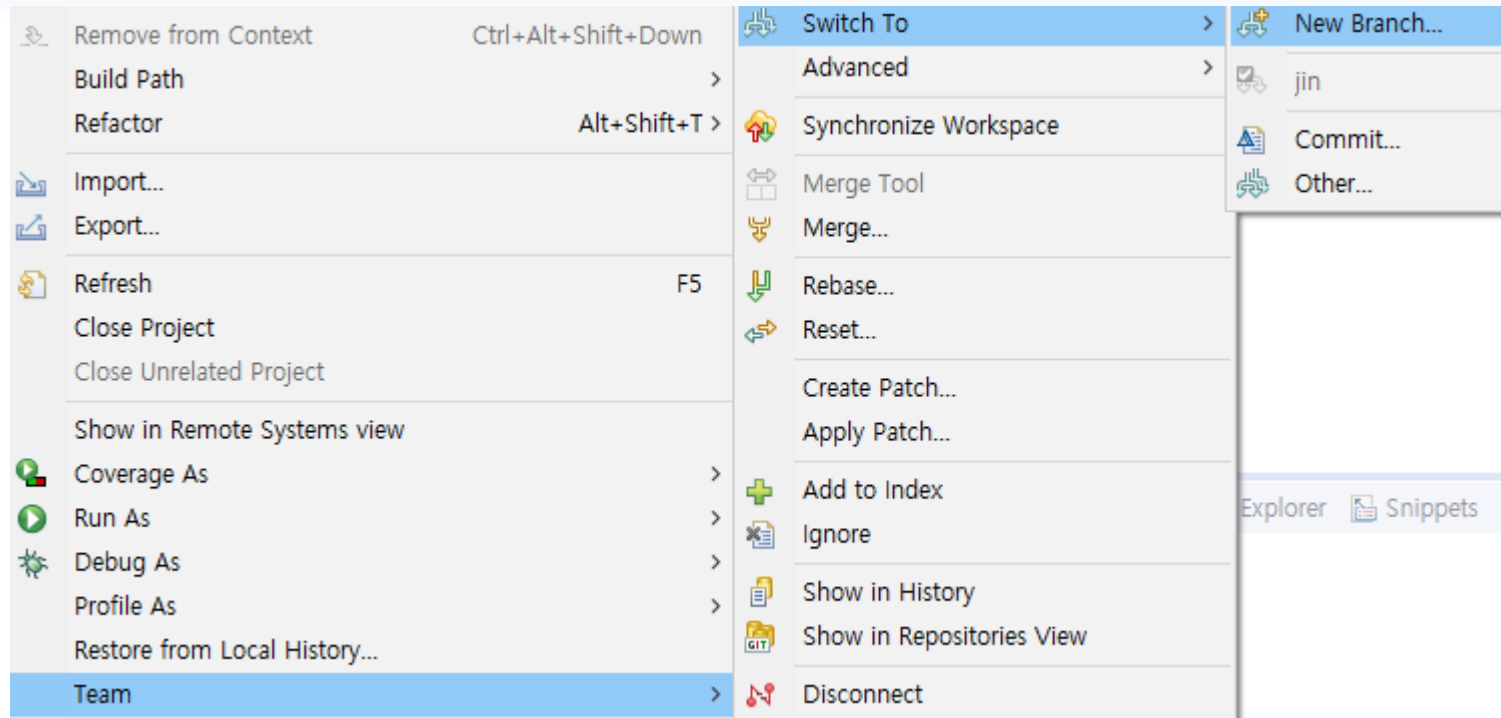 Remove from Context Ctrl+Alt+Shift+Down
Build Path
Refactor Alt+Shift+T
Import...
Export...
Refresh F5
Close Project
Close Unrelated Project
Show in Remote Systems view
Coverage As
Run As
Debug As
Profile As
Restore from Local History...
Team
Switch To
Advanced
Synchronize Workspace
Merge Tool
Merge...
Rebase...
Reset...
Create Patch...
Apply Patch...
Add to Index
Ignore
Show in History
GIT Show in Repositories View
Disconnect
New Branch...
jin
Commit...
Other...
Explorer Snippets